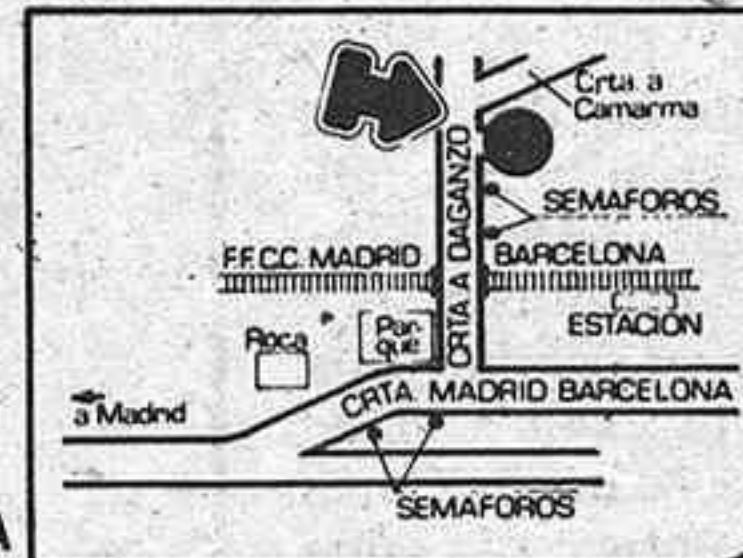 Crta. a
Camarma
SEMAFOROS
CRTA A DAGANZO
F.F.C.C. MADRID
BARCELONA
ESTACION
Roca
Par-
que
CRTA. MADRID BARCELONA
a Madrid
SEMAFOROS
A